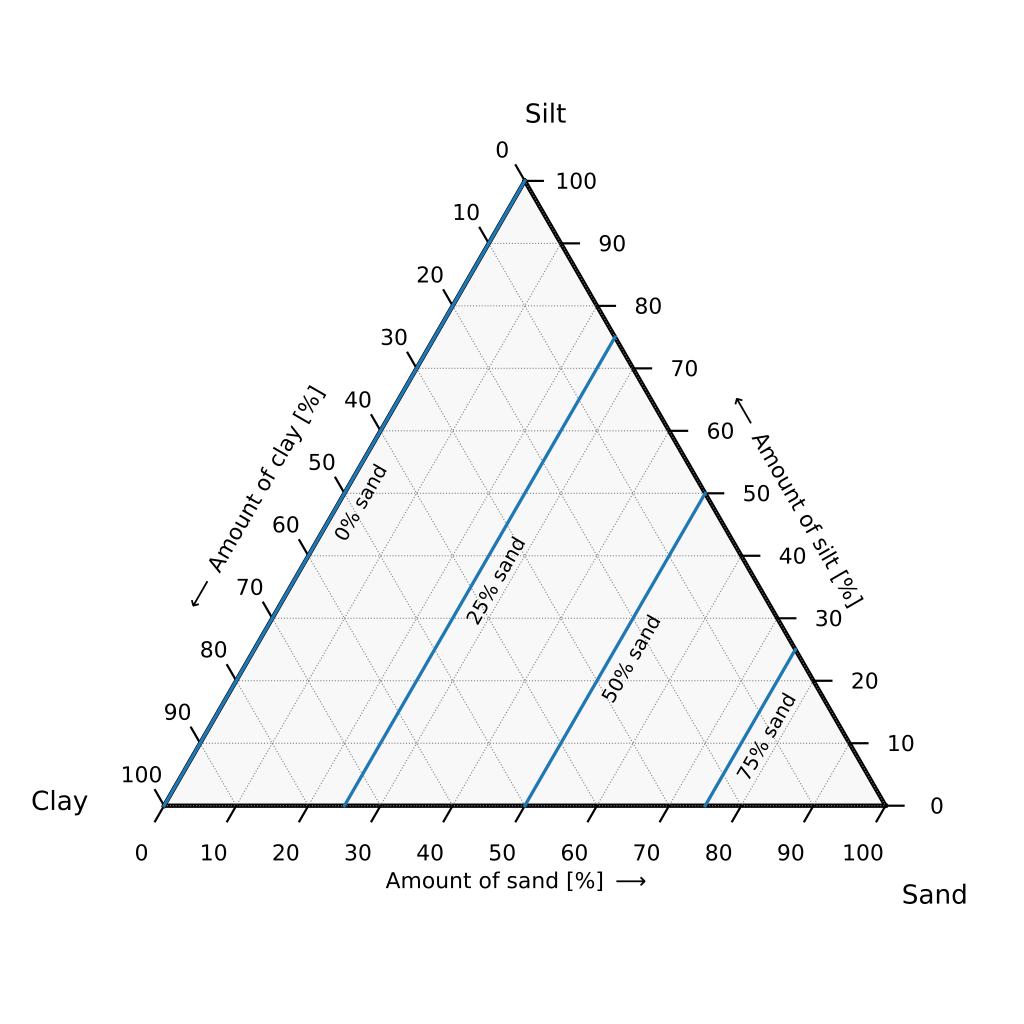 Silt
0
100
10
90
20
80
30
70
40
60
50
50
60
40
70
30
80
20
90
10
100
0
← Amount of clay [%]
← Amount of silt [%]
0% sand
25% sand
50% sand
75% sand
Clay
0 10 20 30 40 50 60 70 80 90 100
Amount of sand [%] →
Sand